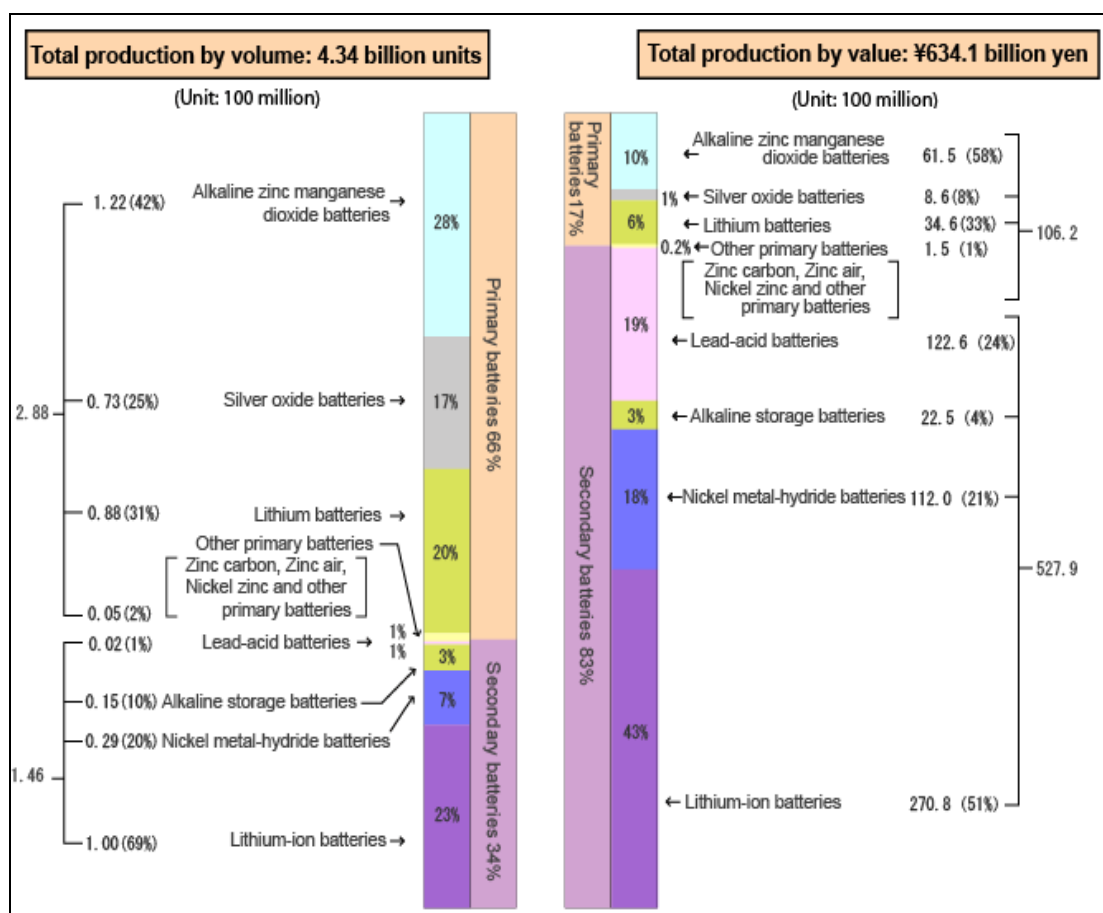 Total production by volume: 4.34 billion units
(Unit: 100 million)
1.22 (42%)
Alkaline zinc manganese
dioxide batteries →
28%
0.73 (25%)
Silver oxide batteries →
17%
2.88
0.88 (31%)
Lithium batteries →
20%
Other primary batteries
Zinc carbon, Zinc air,
Nickel zinc and other
primary batteries
0.05 (2%)
Primary batteries 66%
0.02 (1%)
Lead-acid batteries →
1%
1%
3%
0.15 (10%) Alkaline storage batteries
7%
0.29 (20%) Nickel metal-hydride batteries
1.46
23%
1.00 (69%)
Lithium-ion batteries →
Secondary batteries 34%
Total production by value: ¥634.1 billion yen
(Unit: 100 million)
Primary
batteries 17%
10%
← Alkaline zinc manganese
dioxide batteries
61.5 (58%)
1% ← Silver oxide batteries 8.6 (8%)
6%
← Lithium batteries 34.6 (33%)
106.2
0.2% ← Other primary batteries 1.5 (1%)
Zinc carbon, Zinc air,
Nickel zinc and other
primary batteries
19%
← Lead-acid batteries 122.6 (24%)
3%
← Alkaline storage batteries 22.5 (4%)
18%
← Nickel metal-hydride batteries 112.0 (21%)
527.9
Secondary batteries 83%
43%
← Lithium-ion batteries 270.8 (51%)